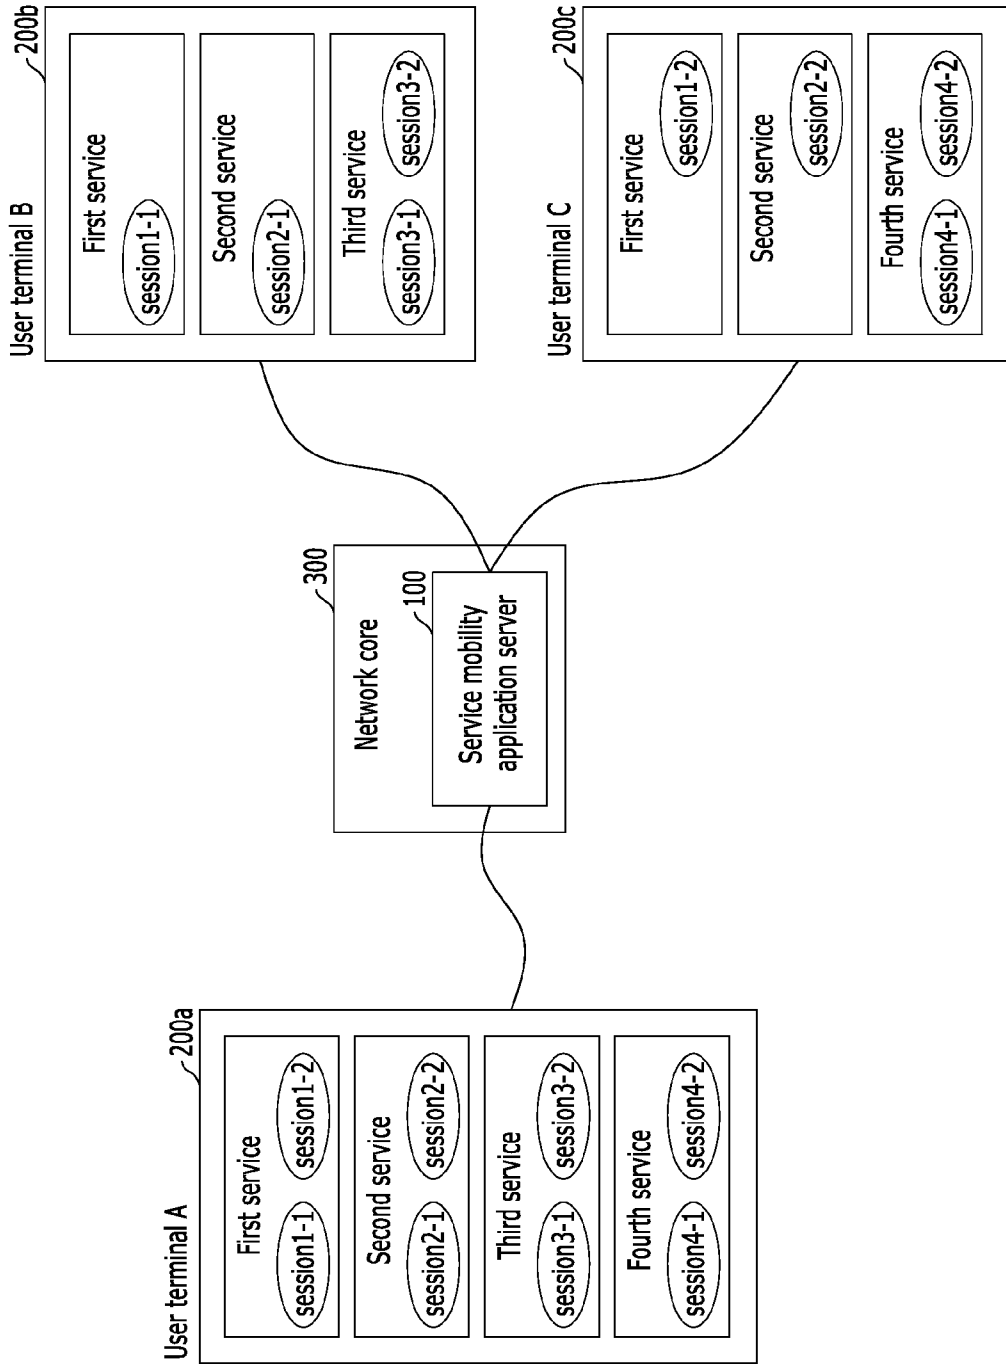 User terminal A
200a
First service
session1-1
session1-2
Second service
session2-1
session2-2
Third service
session3-1
session3-2
Fourth service
session4-1
session4-2
Network core
300
Service mobility
application server
100
User terminal B
200b
First service
session1-1
Second service
session2-1
Third service
session3-1
session3-2
User terminal C
200c
First service
session1-2
Second service
session2-2
Fourth service
session4-1
session4-2